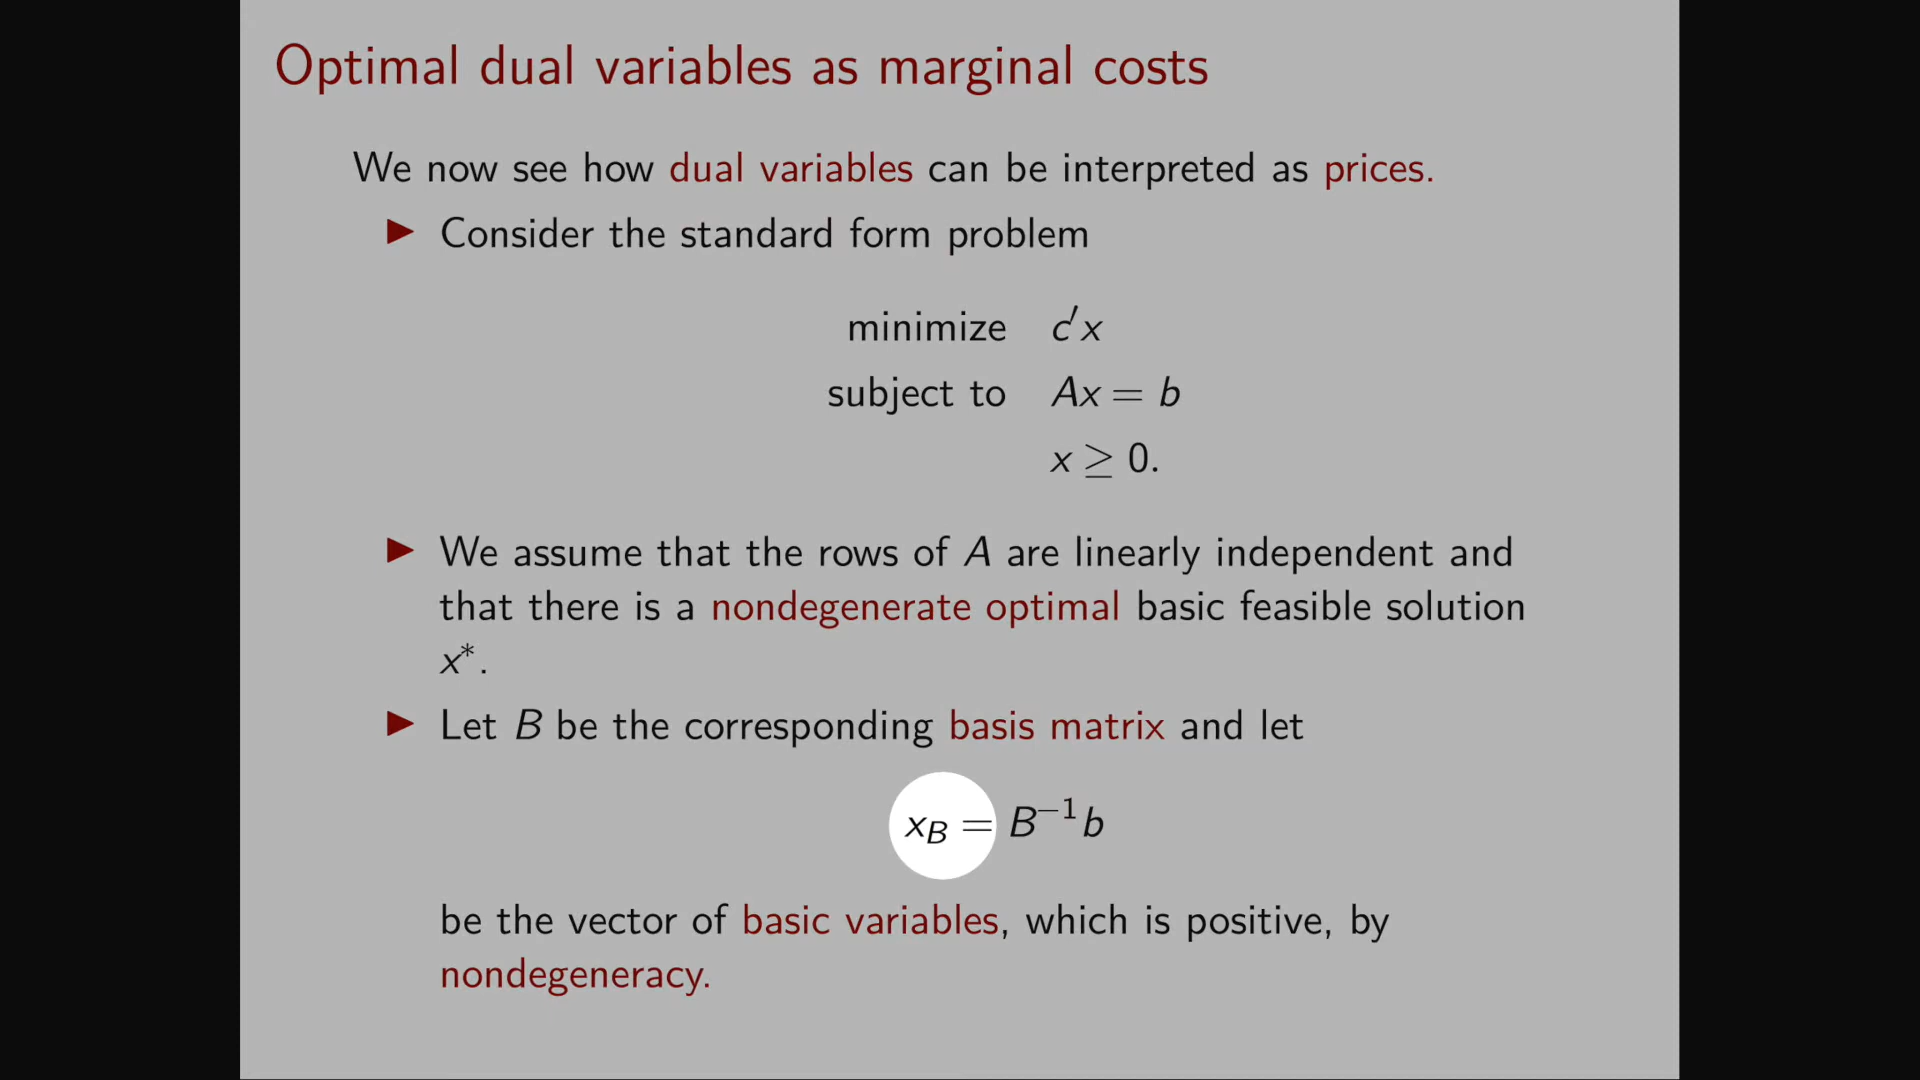 Optimal dual variables as marginal costs
We now see how dual variables can be interpreted as prices.
▶ Consider the standard form problem
minimize c′x
subject to Ax = b
x ≥ 0.
▶ We assume that the rows of A are linearly independent and
that there is a nondegenerate optimal basic feasible solution
x*.
▶ Let B be the corresponding basis matrix and let
x_B = B⁻¹b
be the vector of basic variables, which is positive, by
nondegeneracy.